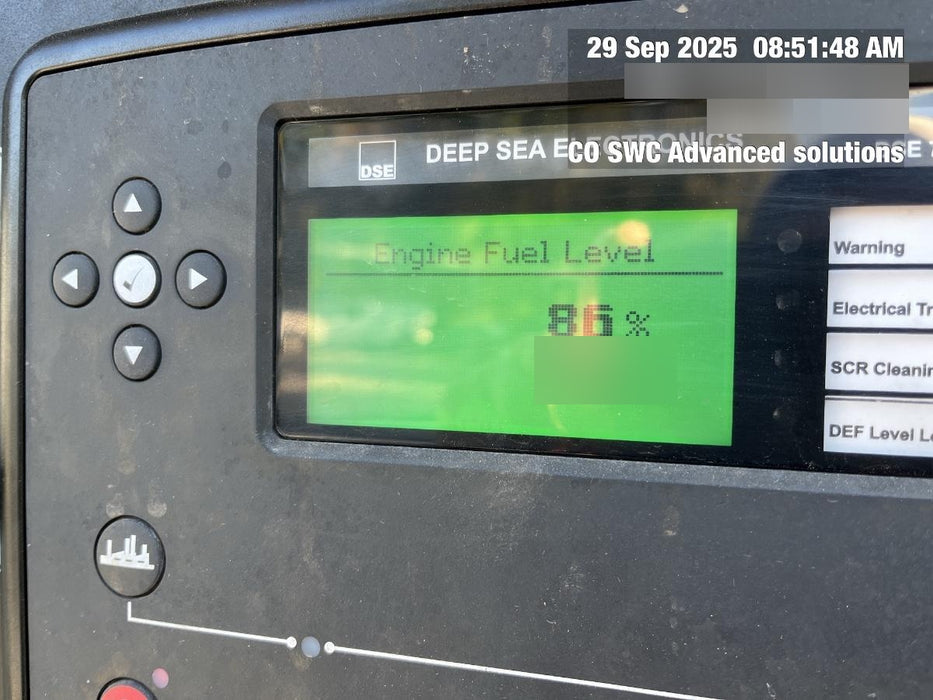 29 Sep 2025 08:51:48 AM
DSE
DEEP SEA ELECTRONICS
CO SWC Advanced solutions
Engine Fuel Level
86 %
Warning
Electrical Tr
SCR Cleanin
DEF Level L